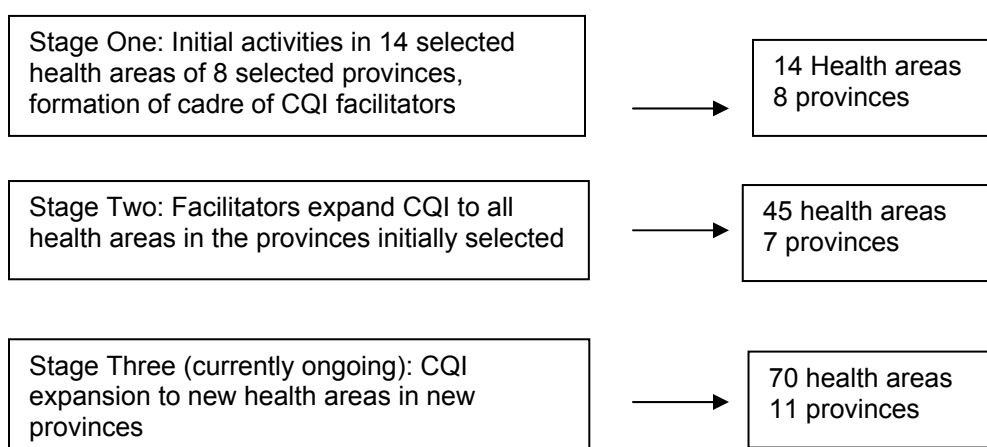 Stage One: Initial activities in 14 selected
health areas of 8 selected provinces,
formation of cadre of CQI facilitators
14 Health areas
8 provinces
Stage Two: Facilitators expand CQI to all
health areas in the provinces initially selected
45 health areas
7 provinces
Stage Three (currently ongoing): CQI
expansion to new health areas in new
provinces
70 health areas
11 provinces